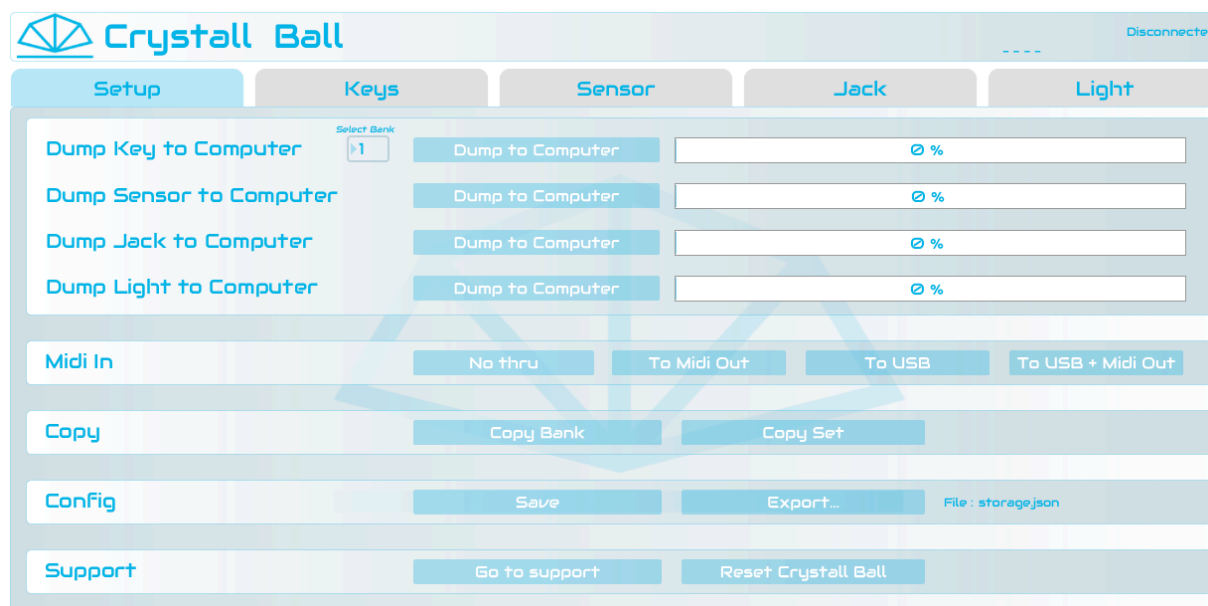 Crystall Ball
Disconnecte
----
Setup Keys Sensor Jack Light
Select Bank
Dump Key to Computer 1 Dump to Computer 0 %
Dump Sensor to Computer Dump to Computer 0 %
Dump Jack to Computer Dump to Computer 0 %
Dump Light to Computer Dump to Computer 0 %
Midi In No thru To Midi Out To USB To USB + Midi Out
Copy Copy Bank Copy Set
Config Save Export... File : storage.json
Support Go to support Reset Crystall Ball